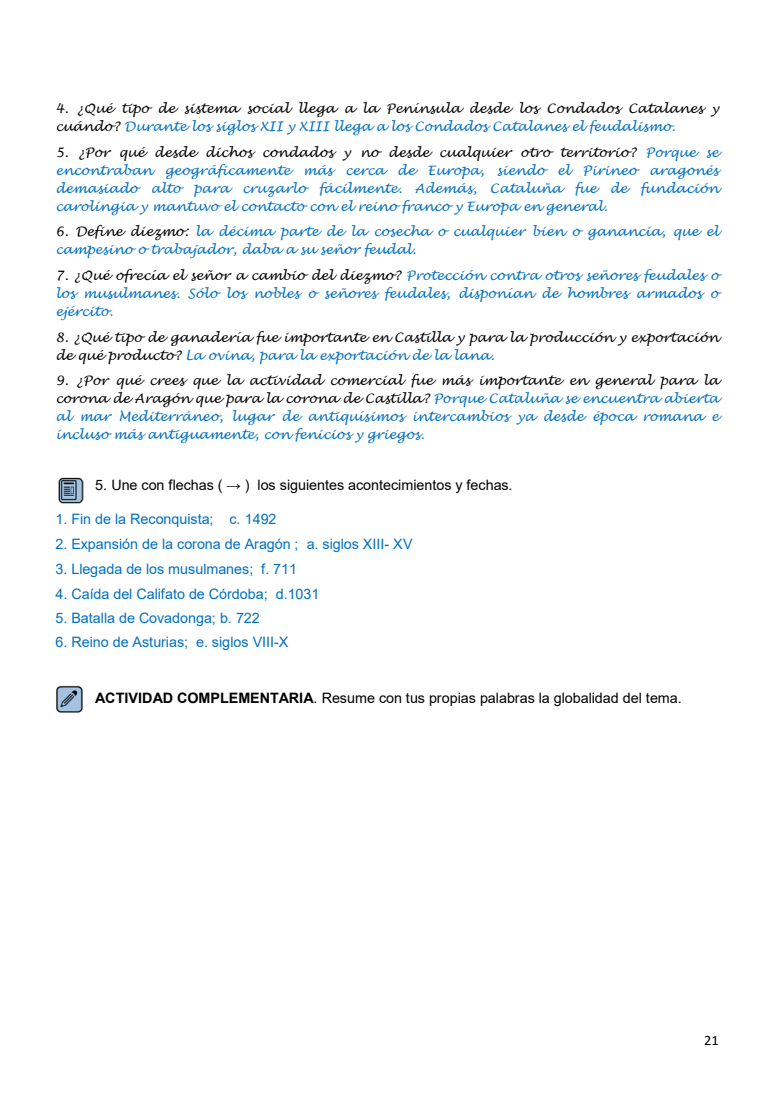 4. ¿Qué tipo de sistema social llega a la Península desde los Condados Catalanes y
cuándo? Durante los siglos XII y XIII llega a los Condados Catalanes el feudalismo.
5. ¿Por qué desde dichos condados y no desde cualquier otro territorio? Porque se
encontraban geográficamente más cerca de Europa, siendo el Pirineo aragonés
demasiado alto para cruzarlo fácilmente. Además, Cataluña fue de fundación
carolingia y mantuvo el contacto con el reino franco y Europa en general.
6. Define diezmo: la décima parte de la cosecha o cualquier bien o ganancia, que el
campesino o trabajador, daba a su señor feudal.
7. ¿Qué ofrecía el señor a cambio del diezmo? Protección contra otros señores feudales o
los musulmanes. Sólo los nobles o señores feudales, disponían de hombres armados o
ejército.
8. ¿Qué tipo de ganadería fue importante en Castilla y para la producción y exportación
de qué producto? La ovina, para la exportación de la lana.
9. ¿Por qué crees que la actividad comercial fue más importante en general para la
corona de Aragón que para la corona de Castilla? Porque Cataluña se encuentra abierta
al mar Mediterráneo, lugar de antiquísimos intercambios ya desde época romana e
incluso más antiguamente, con fenicios y griegos.
5. Une con flechas ( → ) los siguientes acontecimientos y fechas.
1. Fin de la Reconquista; c. 1492
2. Expansión de la corona de Aragón ; a. siglos XIII- XV
3. Llegada de los musulmanes; f. 711
4. Caída del Califato de Córdoba; d.1031
5. Batalla de Covadonga; b. 722
6. Reino de Asturias; e. siglos VIII-X
ACTIVIDAD COMPLEMENTARIA. Resume con tus propias palabras la globalidad del tema.
21